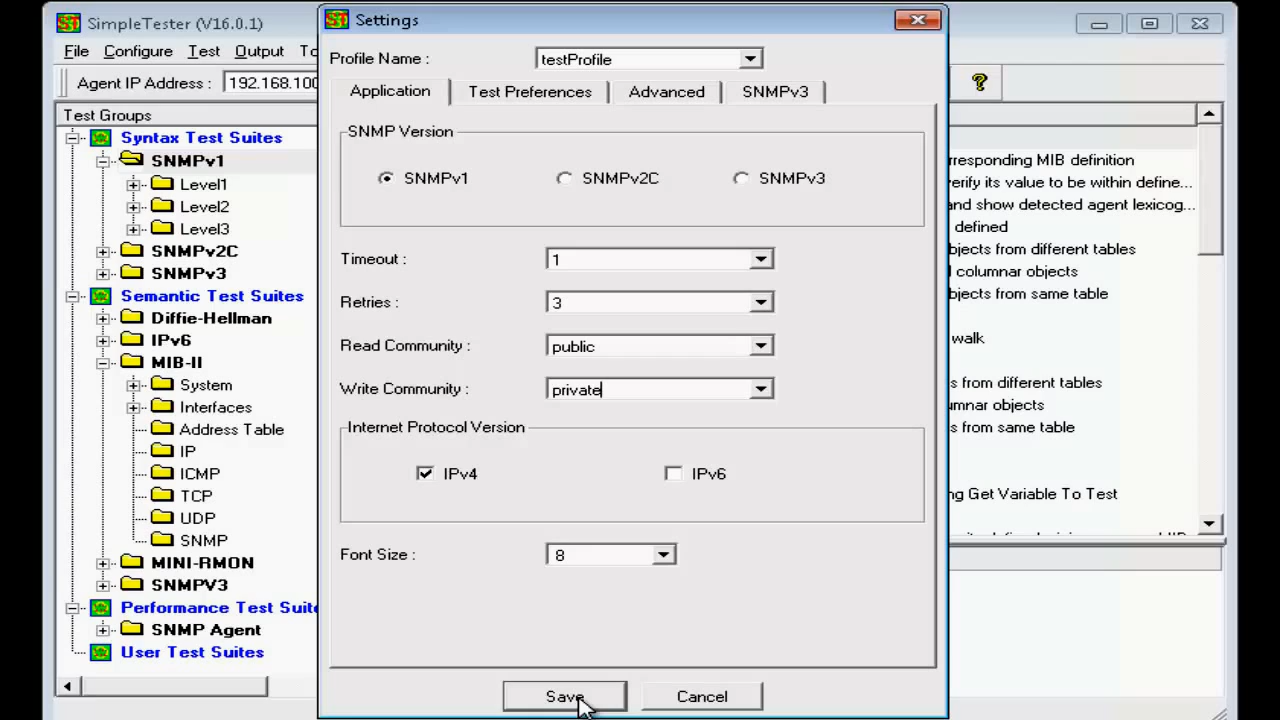 SimpleTester (V16.0.1)
File Configure Test Output
Agent IP Address : 192.168.100
Test Groups
Syntax Test Suites
SNMPv1
Level1
Level2
Level3
SNMPv2C
SNMPv3
Semantic Test Suites
Diffie-Hellman
IPv6
MIB-II
System
Interfaces
Address Table
IP
ICMP
TCP
UDP
SNMP
MINI-RMON
SNMPV3
Performance Test Suite
SNMP Agent
User Test Suites
Settings
Profile Name : testProfile
Application Test Preferences Advanced SNMPv3
SNMP Version
SNMPv1 SNMPv2C SNMPv3
Timeout : 1
Retries : 3
Read Community : public
Write Community : private
Internet Protocol Version
IPv4 IPv6
Font Size : 8
Save Cancel
?
rresponding MIB definition
erify its value to be within define...
and show detected agent lexicog...
defined
bjects from different tables
d columnar objects
bjects from same table
walk
s from different tables
umnar objects
s from same table
ng Get Variable To Test